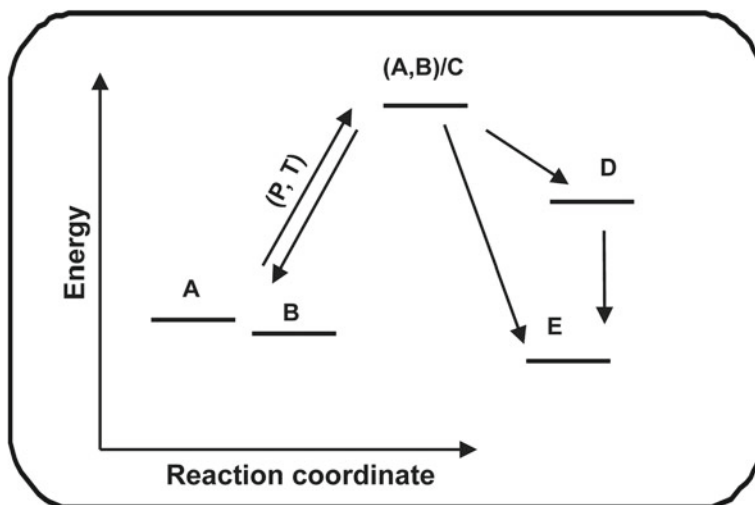 (A,B)/C
(P, T)
D
A
B
E
Energy
Reaction coordinate